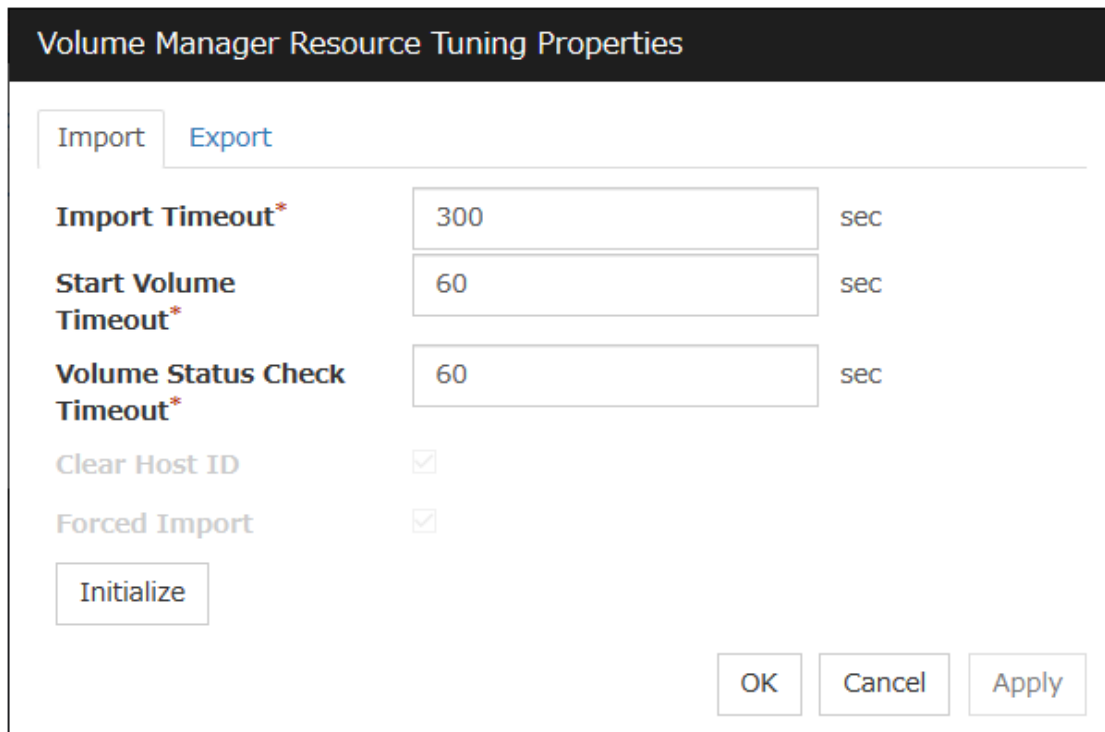 Volume Manager Resource Tuning Properties
Import Export
Import Timeout* 300 sec
Start Volume 60 sec
Timeout*
Volume Status Check 60 sec
Timeout*
Clear Host ID
Forced Import
Initialize
OK Cancel Apply